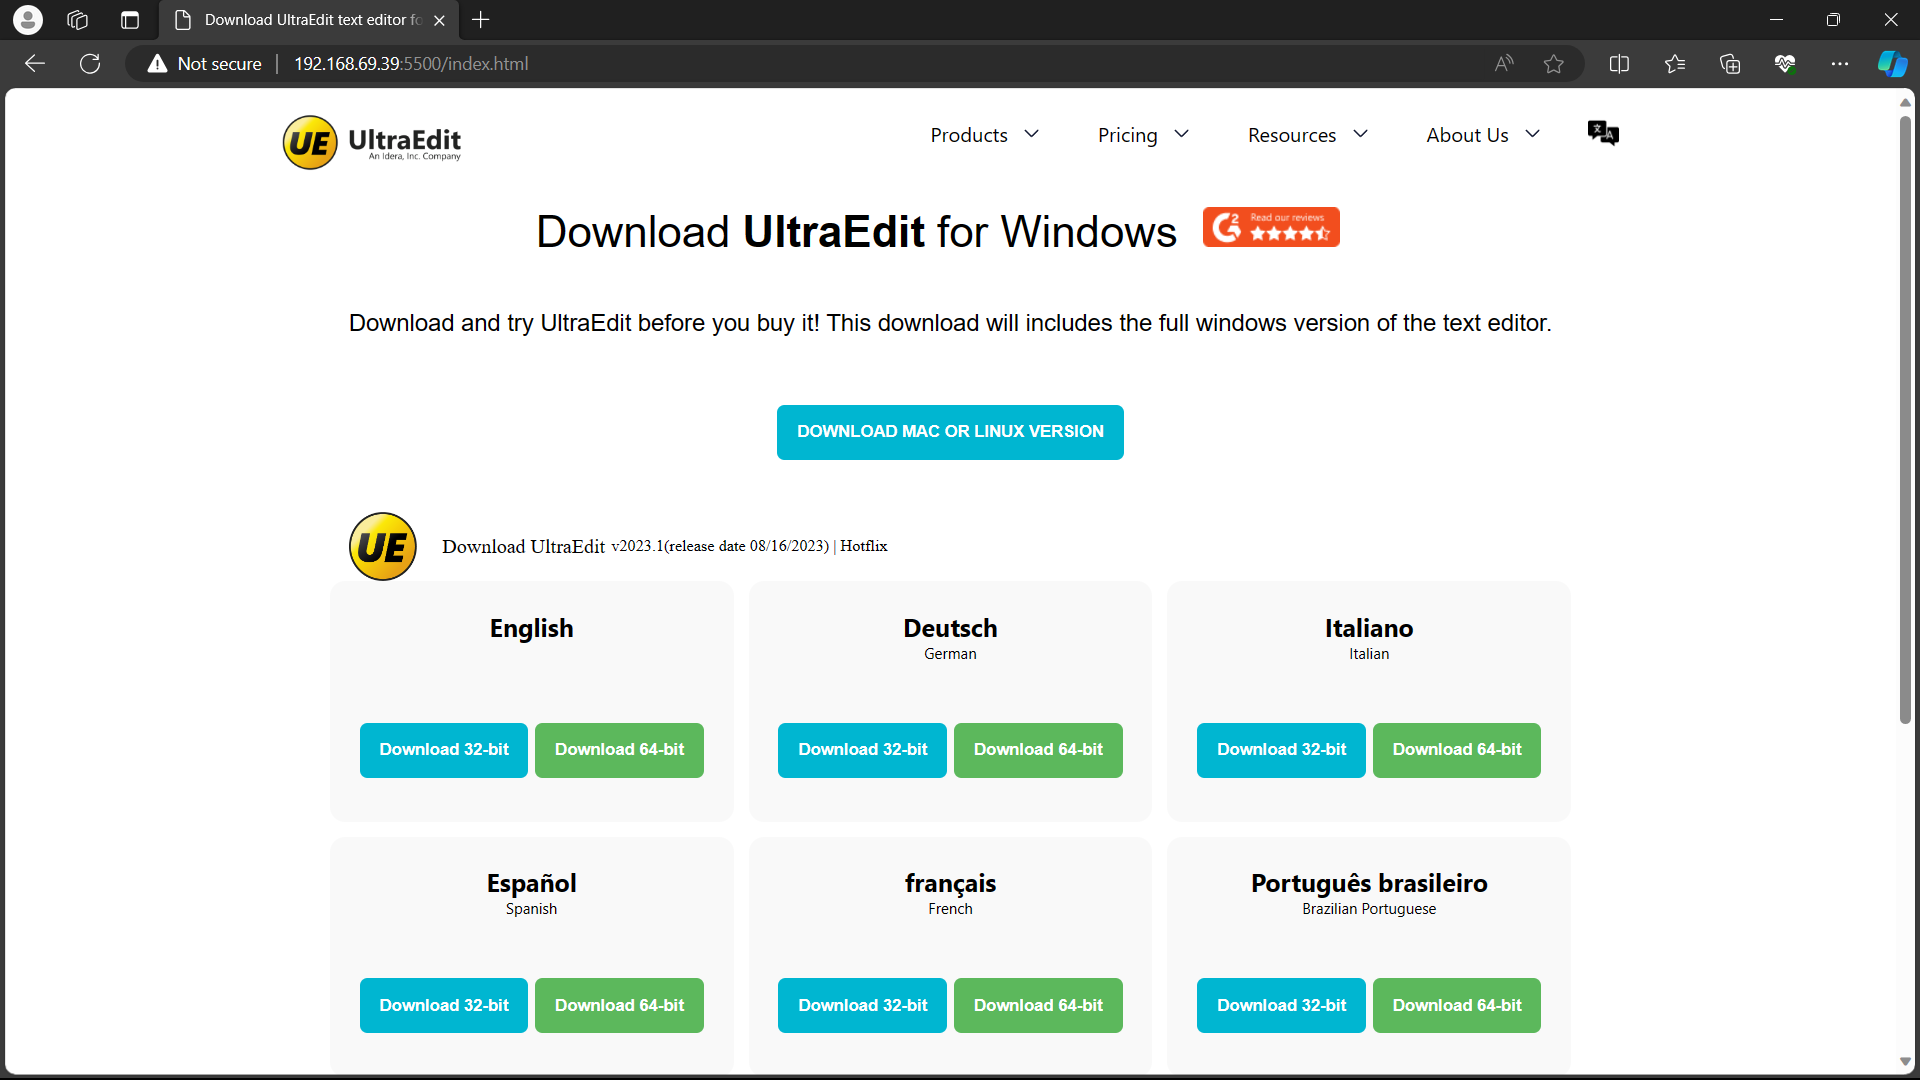 Download UltraEdit text editor fo
Not secure 192.168.69.39:5500/index.html
UE UltraEdit
An Idera, Inc. Company
Products Pricing Resources About Us 文A
Download UltraEdit for Windows
G2 Read our reviews
Download and try UltraEdit before you buy it! This download will includes the full windows version of the text editor.
DOWNLOAD MAC OR LINUX VERSION
UE Download UltraEdit v2023.1(release date 08/16/2023) | Hotflix
English Deutsch Italiano
German Italian
Download 32-bit Download 64-bit Download 32-bit Download 64-bit Download 32-bit Download 64-bit
Español français Português brasileiro
Spanish French Brazilian Portuguese
Download 32-bit Download 64-bit Download 32-bit Download 64-bit Download 32-bit Download 64-bit